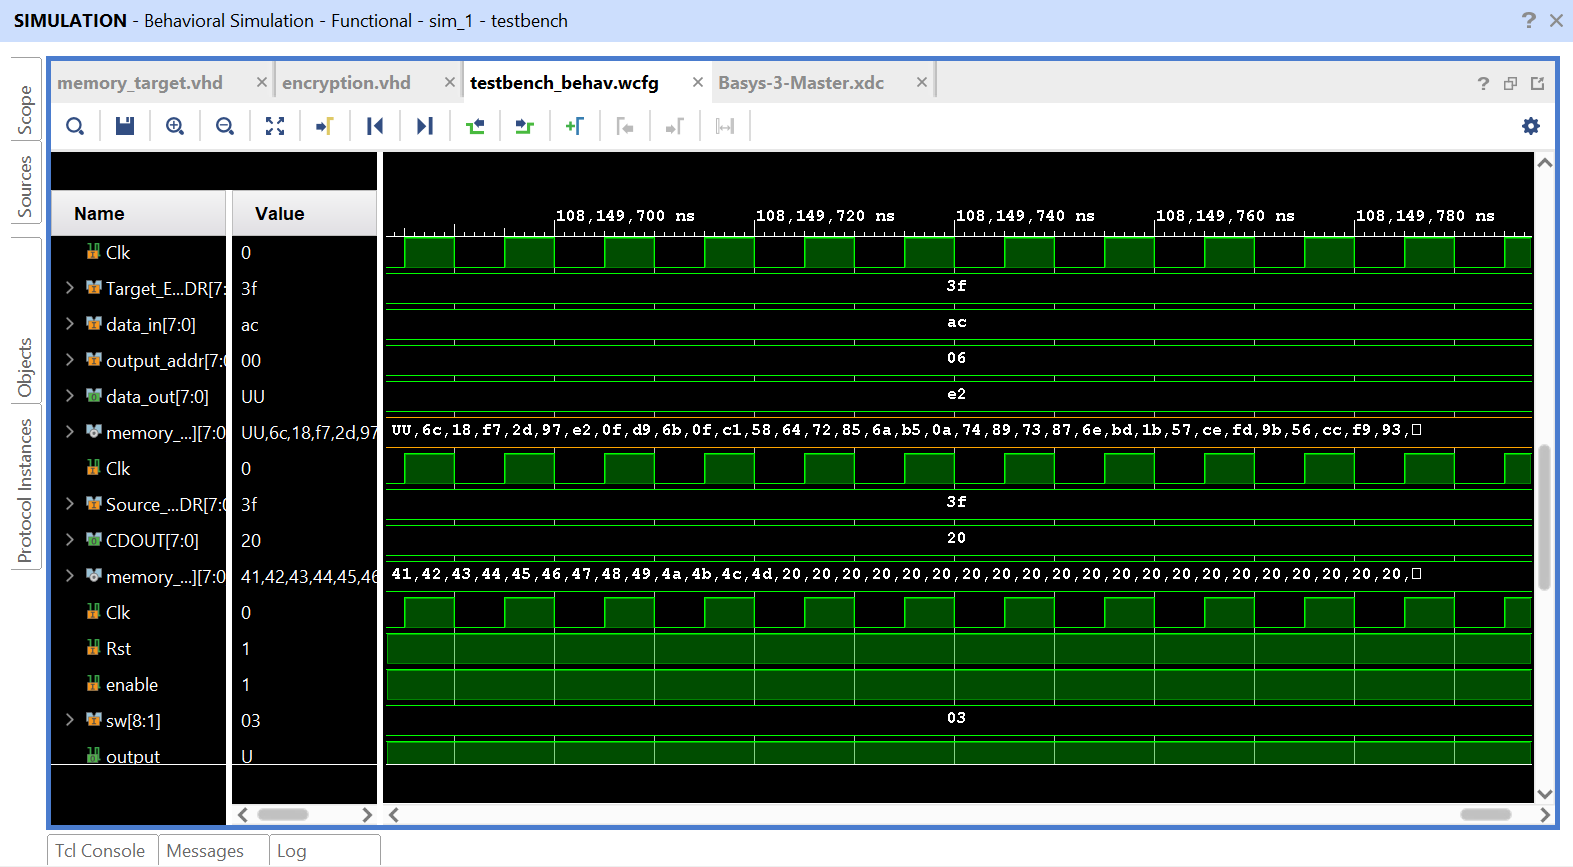 SIMULATION - Behavioral Simulation - Functional - sim_1 - testbench
Scope
Sources
Objects
Protocol Instances
memory_target.vhd
encryption.vhd
testbench_behav.wcfg
Basys-3-Master.xdc
Name Value
108,149,700 ns 108,149,720 ns 108,149,740 ns 108,149,760 ns 108,149,780 ns
Clk 0
Target_E...DR[7: 3f 3f
data_in[7:0] ac ac
output_addr[7:0 00 06
data_out[7:0] UU e2
memory_...][7:0 UU,6c,18,f7,2d,97 UU,6c,18,f7,2d,97,e2,0f,d9,6b,0f,c1,58,64,72,85,6a,b5,0a,74,89,73,87,6e,bd,1b,57,ce,fd,9b,56,cc,f9,93,
Clk 0
Source_...DR[7:0 3f 3f
CDOUT[7:0] 20 20
memory_...][7:0 41,42,43,44,45,46 41,42,43,44,45,46,47,48,49,4a,4b,4c,4d,20,20,20,20,20,20,20,20,20,20,20,20,20,20,20,20,20,20,20,20,20,
Clk 0
Rst 1
enable 1
sw[8:1] 03 03
output U
Tcl Console Messages Log